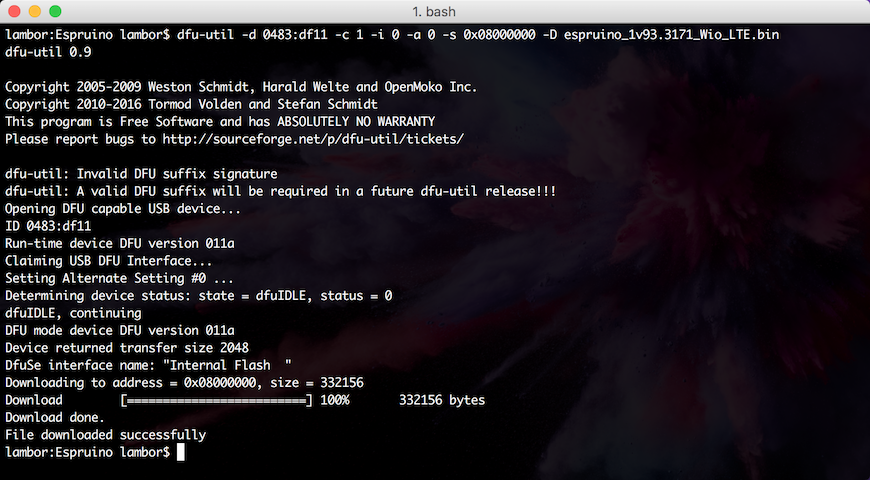 1. bash
lambor:Espruino lambor$ dfu-util -d 0483:df11 -c 1 -i 0 -a 0 -s 0x08000000 -D espruino_1v93.3171_Wio_LTE.bin
dfu-util 0.9
Copyright 2005-2009 Weston Schmidt, Harald Welte and OpenMoko Inc.
Copyright 2010-2016 Tormod Volden and Stefan Schmidt
This program is Free Software and has ABSOLUTELY NO WARRANTY
Please report bugs to http://sourceforge.net/p/dfu-util/tickets/
dfu-util: Invalid DFU suffix signature
dfu-util: A valid DFU suffix will be required in a future dfu-util release!!!
Opening DFU capable USB device...
ID 0483:df11
Run-time device DFU version 011a
Claiming USB DFU Interface...
Setting Alternate Setting #0 ...
Determining device status: state = dfuIDLE, status = 0
dfuIDLE, continuing
DFU mode device DFU version 011a
Device returned transfer size 2048
DfuSe interface name: "Internal Flash  "
Downloading to address = 0x08000000, size = 332156
Download        [=========================] 100%       332156 bytes
Download done.
File downloaded successfully
lambor:Espruino lambor$